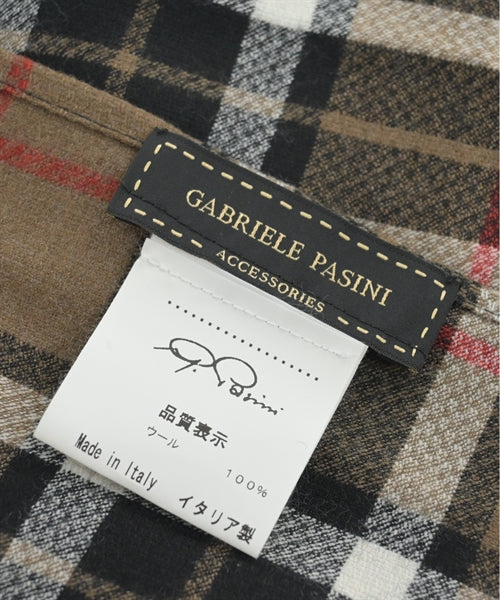 GABRIELE PASINI
ACCESSORIES
G. Pasini
品質表示
ウール 100%
Made in Italy イタリア製